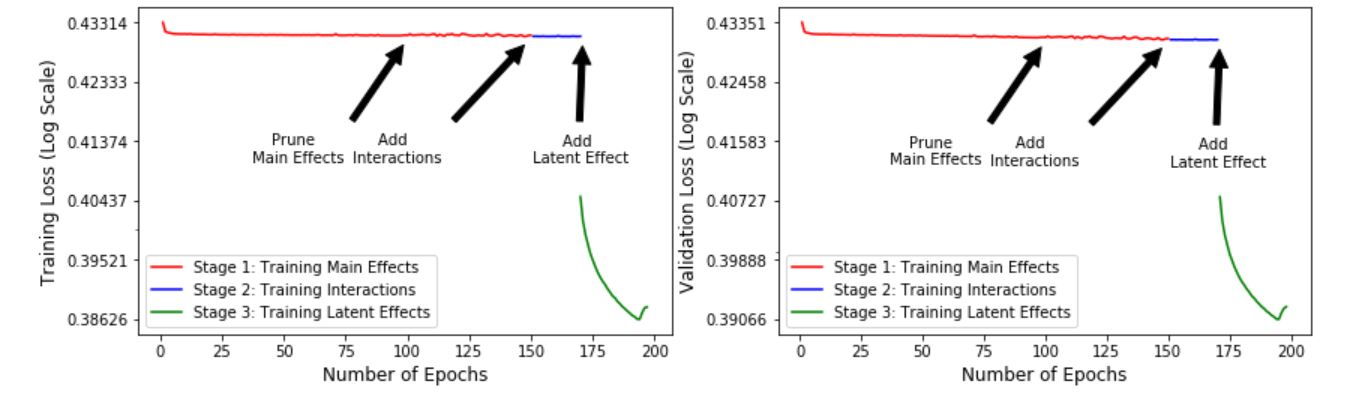 Training Loss (Log Scale)
0.43314
0.42333
0.41374
0.40437
0.39521
0.38626
Prune
Main Effects
Add
Interactions
Add
Latent Effect
Stage 1: Training Main Effects
Stage 2: Training Interactions
Stage 3: Training Latent Effects
0 25 50 75 100 125 150 175 200
Number of Epochs
Validation Loss (Log Scale)
0.43351
0.42458
0.41583
0.40727
0.39888
0.39066
Prune
Main Effects
Add
Interactions
Add
Latent Effect
Stage 1: Training Main Effects
Stage 2: Training Interactions
Stage 3: Training Latent Effects
0 25 50 75 100 125 150 175 200
Number of Epochs